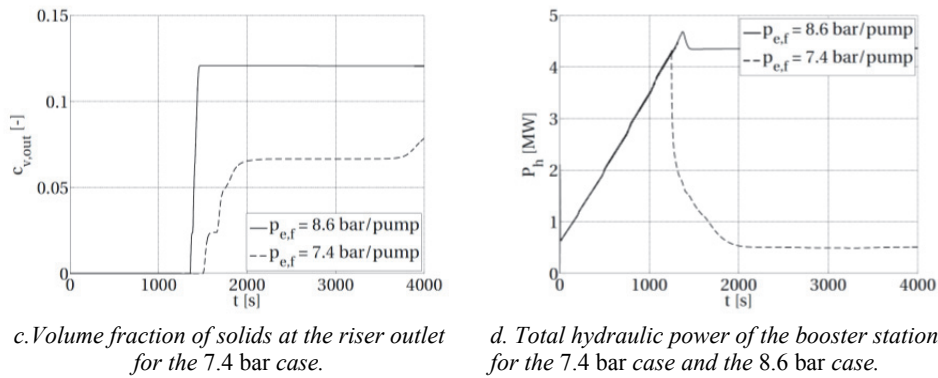 0.15
0.1
0.05
0
c_v,out [-]
0 1000 2000 3000 4000
t [s]
p_e,f = 8.6 bar/pump
p_e,f = 7.4 bar/pump
5
4
3
2
1
0
P_h [MW]
0 1000 2000 3000 4000
t [s]
p_e,f = 8.6 bar/pump
p_e,f = 7.4 bar/pump
c.Volume fraction of solids at the riser outlet
for the 7.4 bar case.
d. Total hydraulic power of the booster station
for the 7.4 bar case and the 8.6 bar case.